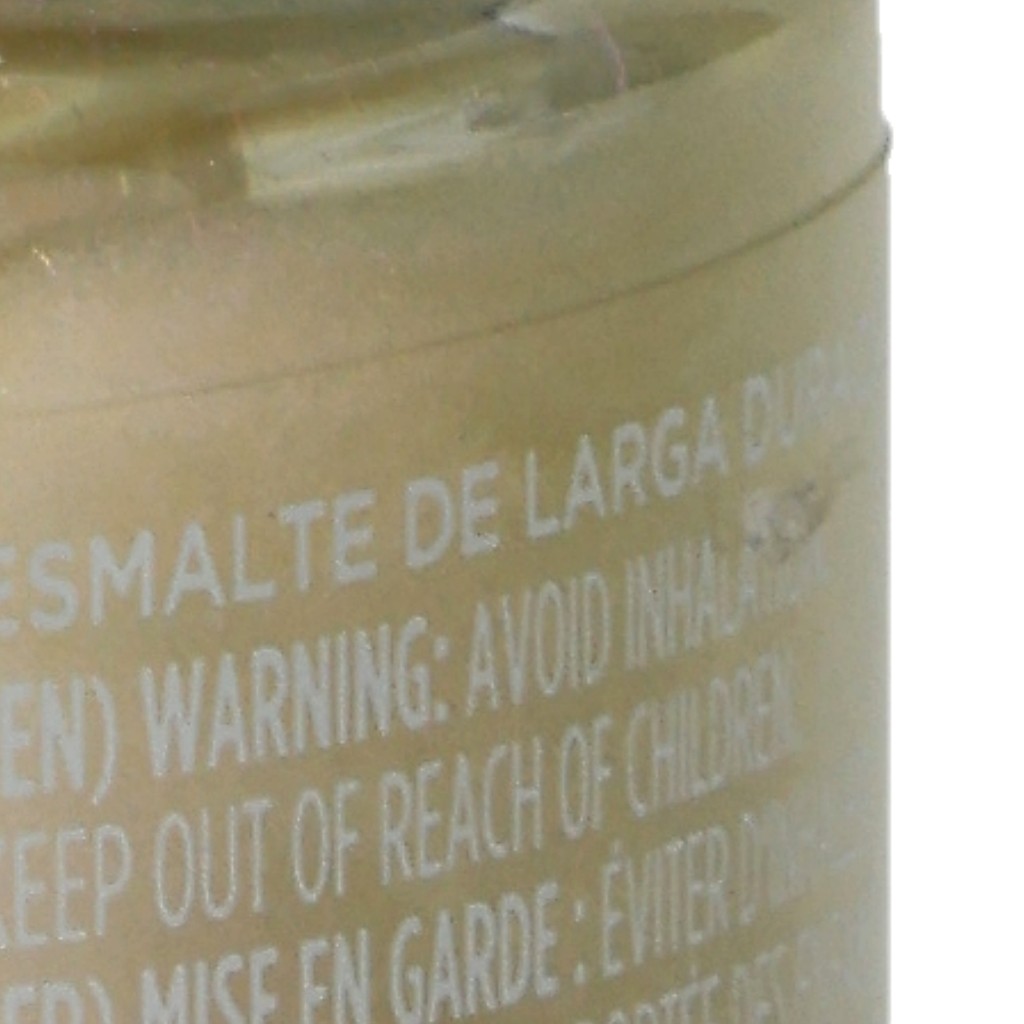 ESMALTE DE LARGA
EN) WARNING: AVOID
KEEP OUT OF REACH OF CHILDREN.
MISE EN GARDE : ÉVITER